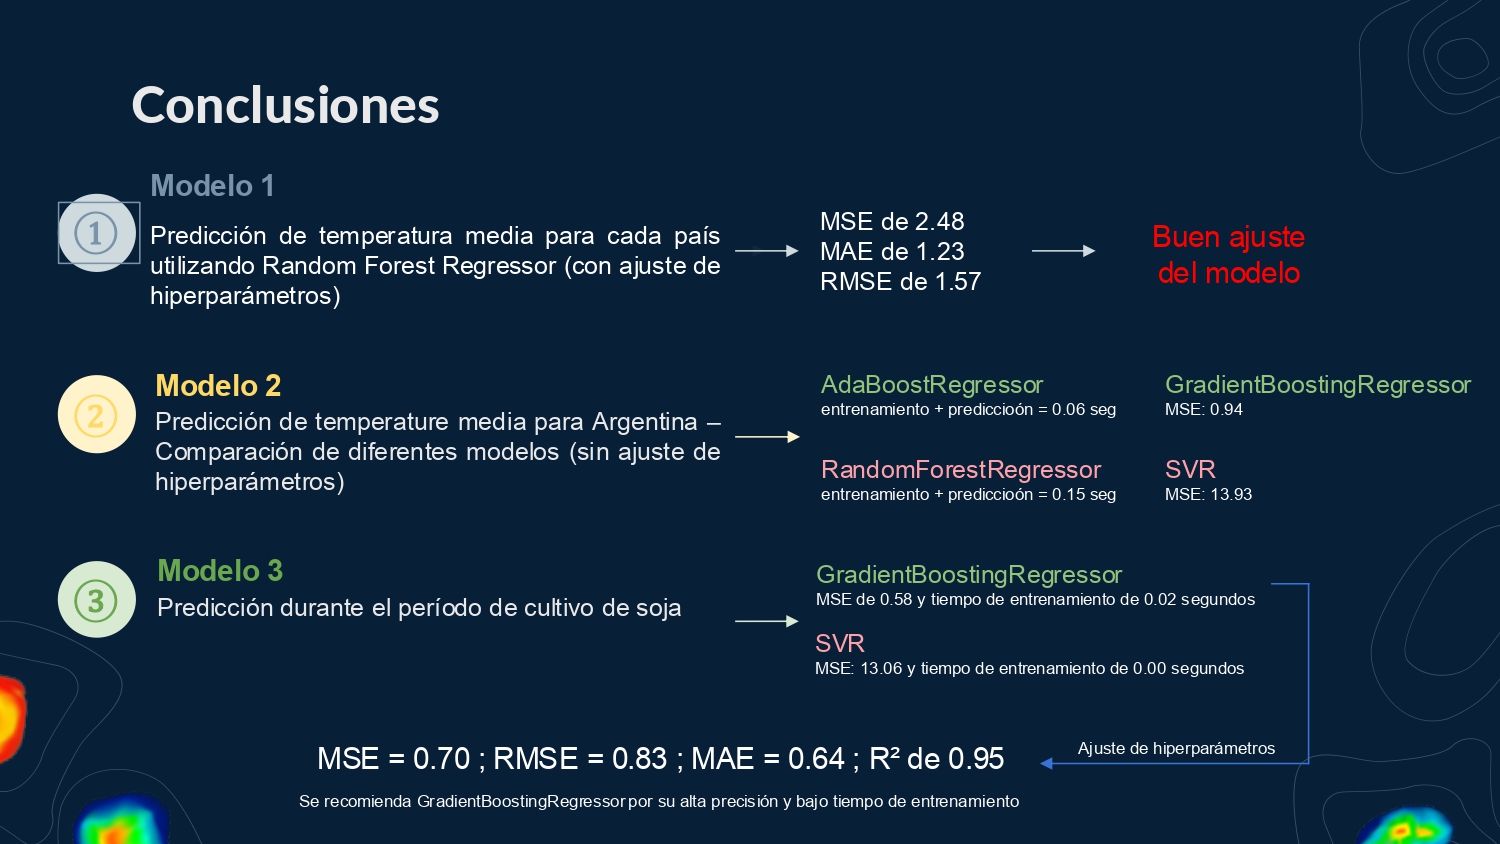 Conclusiones
Modelo 1
①
Predicción de temperatura media para cada país
utilizando Random Forest Regressor (con ajuste de
hiperparámetros)
MSE de 2.48
MAE de 1.23
RMSE de 1.57
Buen ajuste
del modelo
②
Modelo 2
Predicción de temperature media para Argentina –
Comparación de diferentes modelos (sin ajuste de
hiperparámetros)
AdaBoostRegressor
entrenamiento + prediccioón = 0.06 seg
GradientBoostingRegressor
MSE: 0.94
RandomForestRegressor
entrenamiento + prediccioón = 0.15 seg
SVR
MSE: 13.93
③
Modelo 3
Predicción durante el período de cultivo de soja
GradientBoostingRegressor
MSE de 0.58 y tiempo de entrenamiento de 0.02 segundos
SVR
MSE: 13.06 y tiempo de entrenamiento de 0.00 segundos
Ajuste de hiperparámetros
MSE = 0.70 ; RMSE = 0.83 ; MAE = 0.64 ; R² de 0.95
Se recomienda GradientBoostingRegressor por su alta precisión y bajo tiempo de entrenamiento